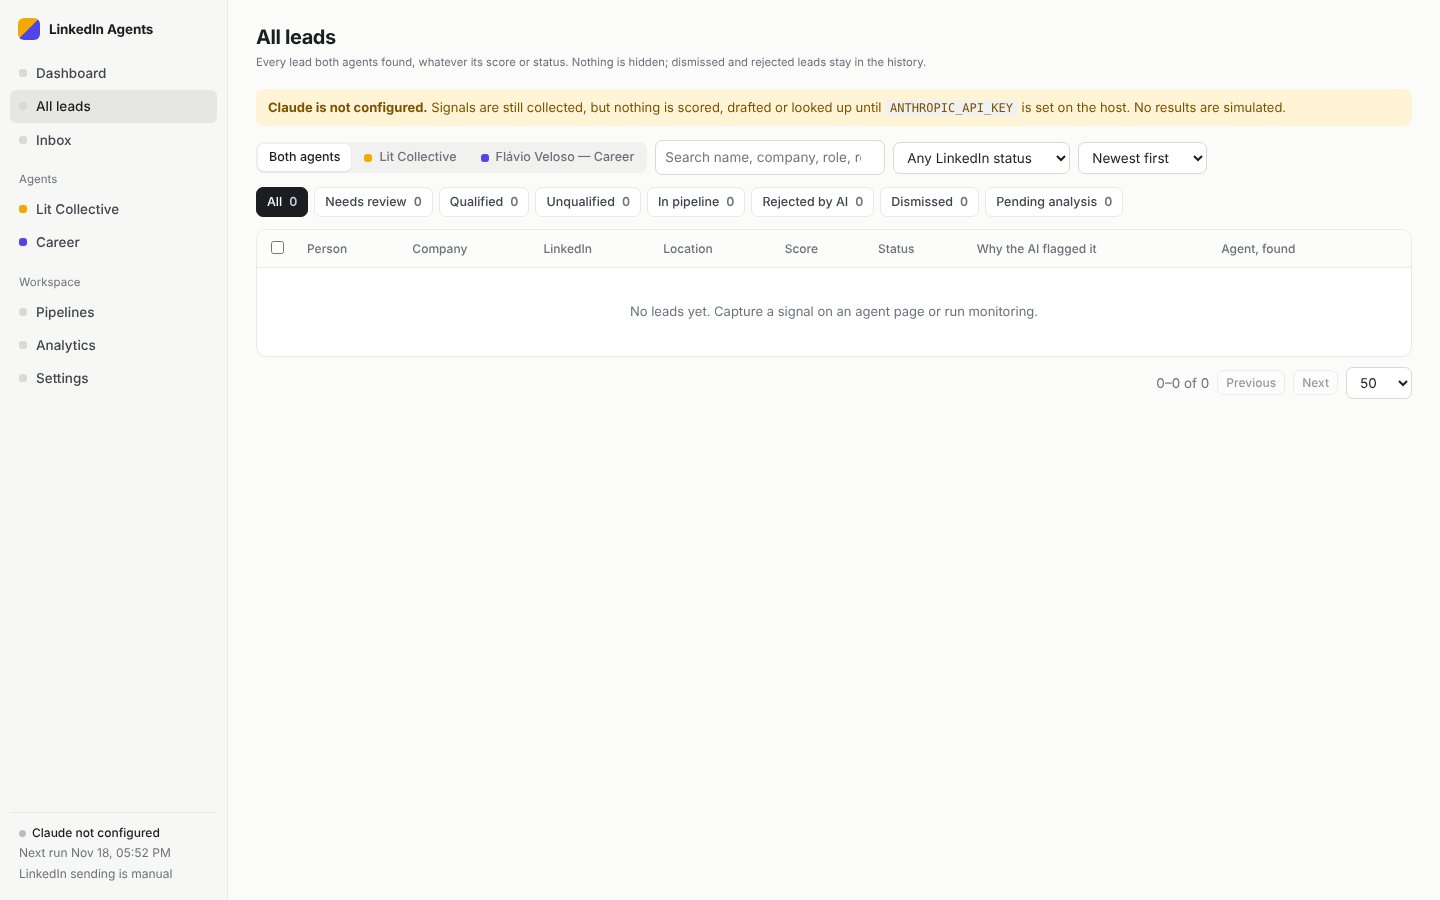 LinkedIn Agents
Dashboard
All leads
Inbox
Agents
Lit Collective
Career
Workspace
Pipelines
Analytics
Settings
Claude not configured
Next run Nov 18, 05:52 PM
LinkedIn sending is manual
All leads
Every lead both agents found, whatever its score or status. Nothing is hidden; dismissed and rejected leads stay in the history.
Claude is not configured. Signals are still collected, but nothing is scored, drafted or looked up until ANTHROPIC_API_KEY is set on the host. No results are simulated.
Both agents Lit Collective Flávio Veloso — Career Search name, company, role, Any LinkedIn status Newest first
All 0 Needs review 0 Qualified 0 Unqualified 0 In pipeline 0 Rejected by AI 0 Dismissed 0 Pending analysis 0
Person Company LinkedIn Location Score Status Why the AI flagged it Agent, found
No leads yet. Capture a signal on an agent page or run monitoring.
0–0 of 0 Previous Next 50